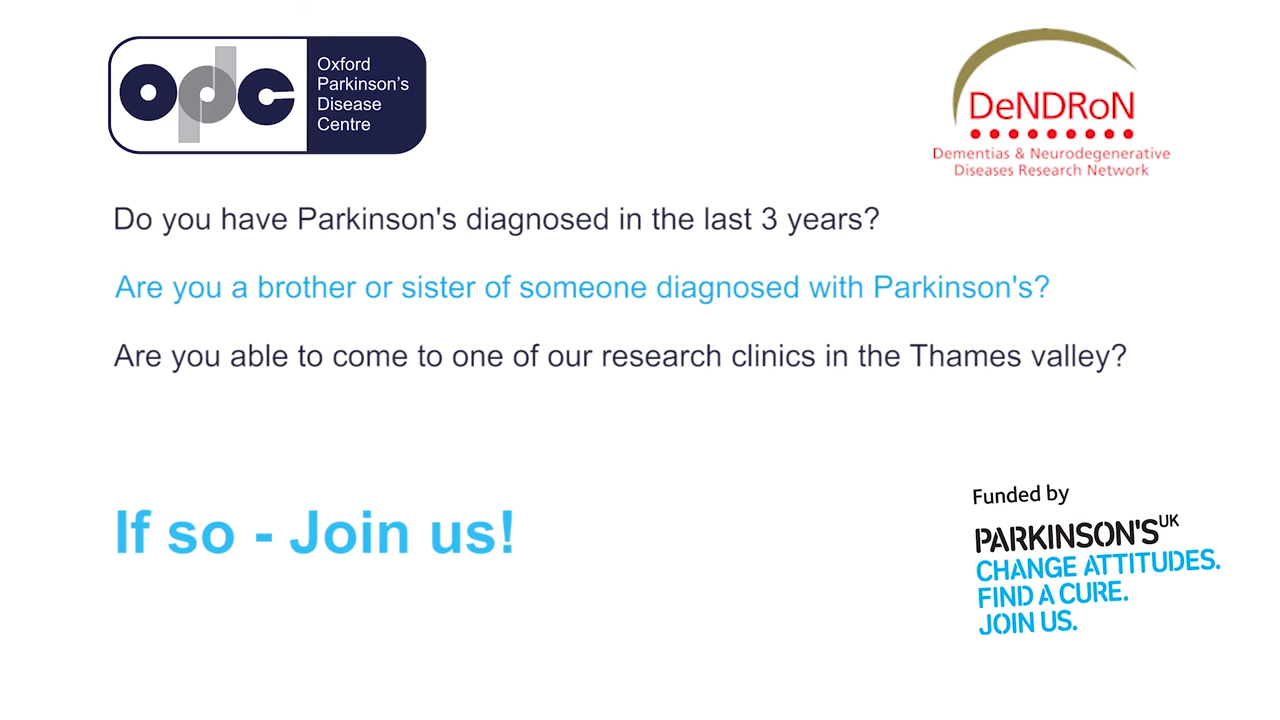 opdc
Oxford
Parkinson's
Disease
Centre
DeNDRoN
Dementias & Neurodegenerative
Diseases Research Network
Do you have Parkinson's diagnosed in the last 3 years?
Are you a brother or sister of someone diagnosed with Parkinson's?
Are you able to come to one of our research clinics in the Thames valley?
If so - Join us!
Funded by
PARKINSON'S UK
CHANGE ATTITUDES.
FIND A CURE.
JOIN US.